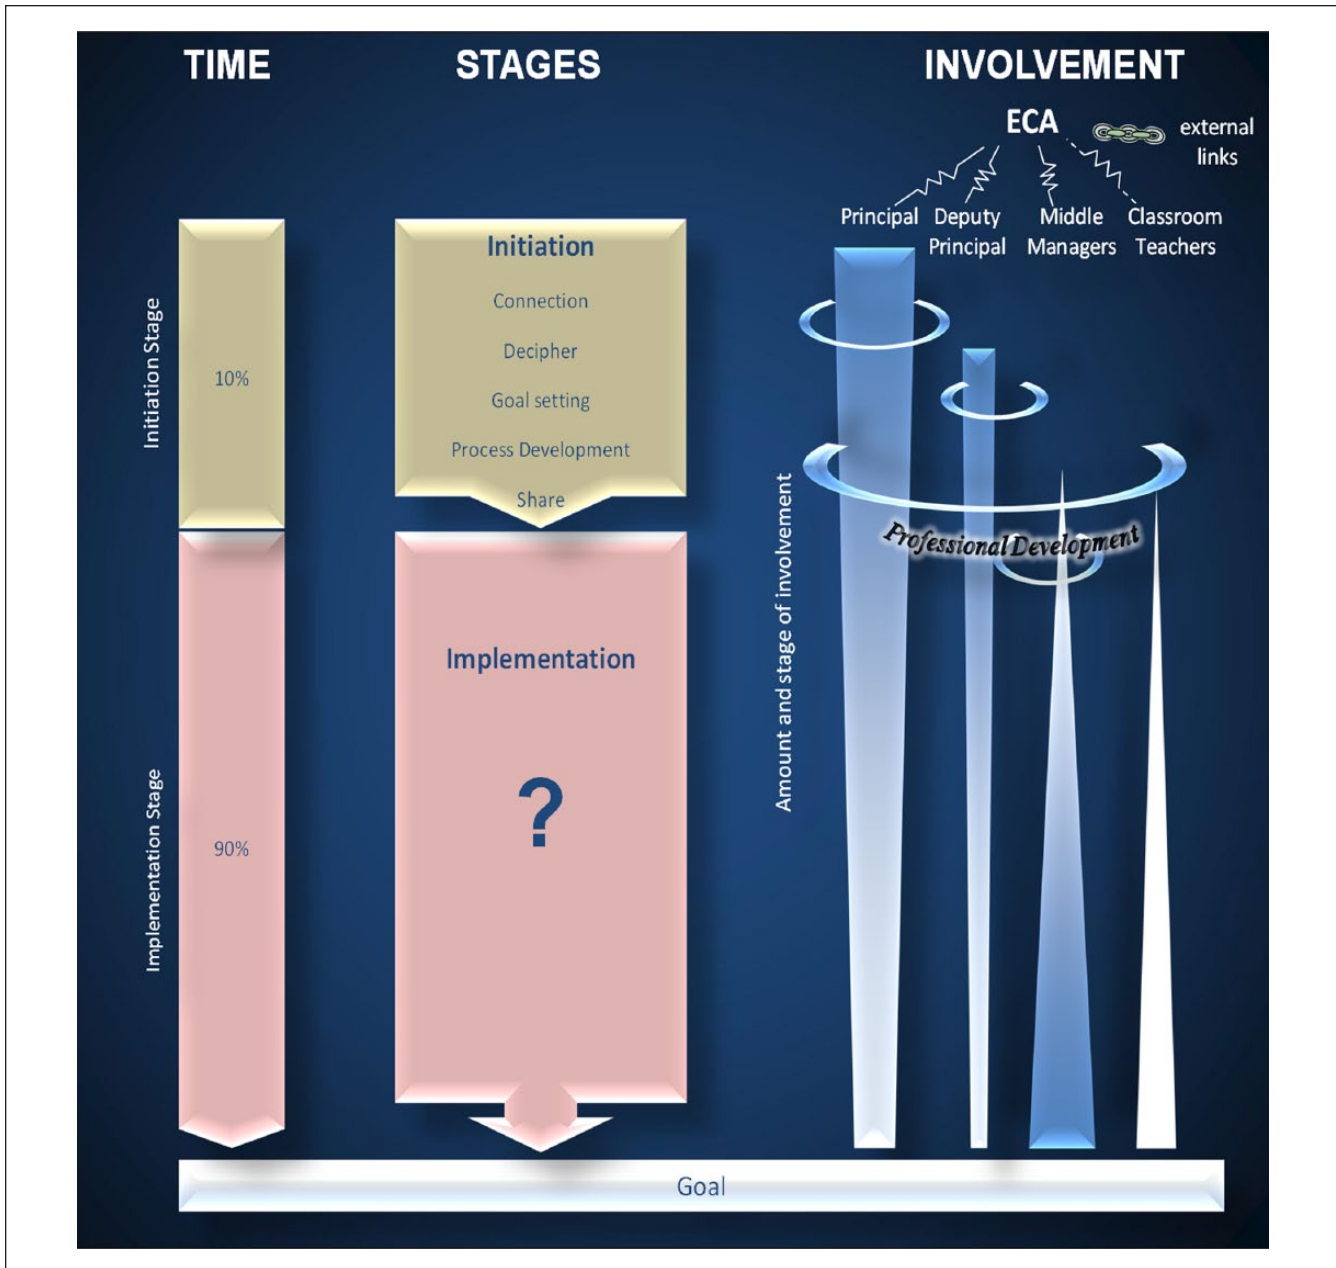 TIME
STAGES
INVOLVEMENT
ECA
external
links
Principal
Deputy
Principal
Middle
Managers
Classroom
Teachers
Initiation Stage
10%
Initiation
Connection
Decipher
Goal setting
Process Development
Share
Amount and stage of involvement
Professional Development
Implementation Stage
90%
Implementation
?
Goal